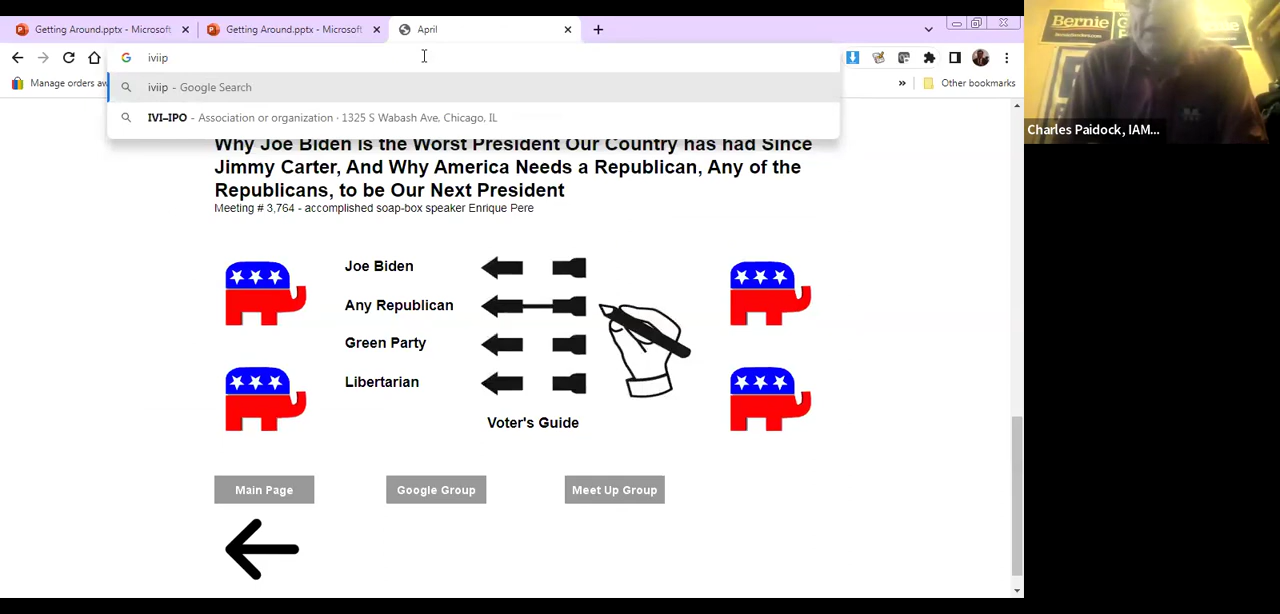 Getting Around.pptx - Microsoft
Getting Around.pptx - Microsoft
April
iviip
iviip - Google Search
IVI-IPO - Association or organization · 1325 S Wabash Ave, Chicago, IL
Manage orders
Other bookmarks
Why Joe Biden is the Worst President Our Country has had Since
Jimmy Carter, And Why America Needs a Republican, Any of the
Republicans, to be Our Next President
Meeting # 3,764 - accomplished soap-box speaker Enrique Pere
Joe Biden
Any Republican
Green Party
Libertarian
Voter's Guide
Main Page
Google Group
Meet Up Group
Bernie
Charles Paidock, IAM...